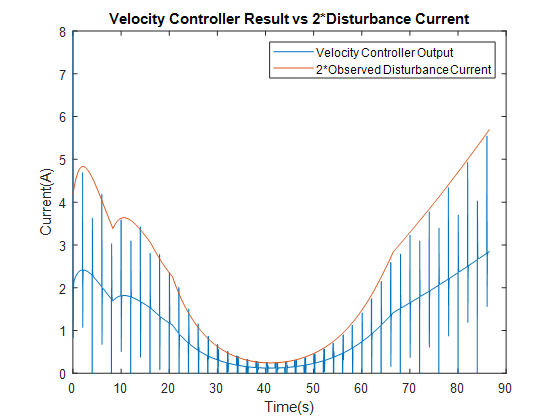 Velocity Controller Result vs 2*Disturbance Current
Velocity Controller Output
2*Observed Disturbance Current
Current(A)
8
7
6
5
4
3
2
1
0
0 10 20 30 40 50 60 70 80 90
Time(s)